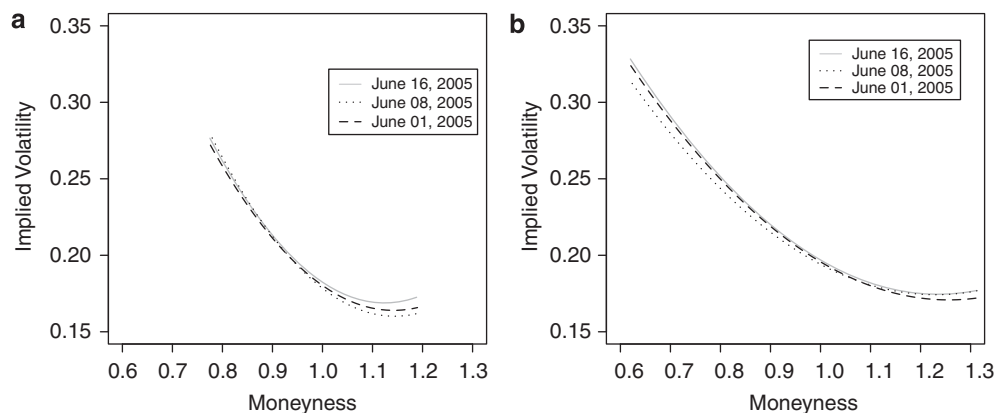 a
0.35
0.30
0.25
0.20
0.15
Implied Volatility
June 16, 2005
June 08, 2005
June 01, 2005
0.6 0.7 0.8 0.9 1.0 1.1 1.2 1.3
Moneyness
b
0.35
0.30
0.25
0.20
0.15
Implied Volatility
June 16, 2005
June 08, 2005
June 01, 2005
0.6 0.7 0.8 0.9 1.0 1.1 1.2 1.3
Moneyness